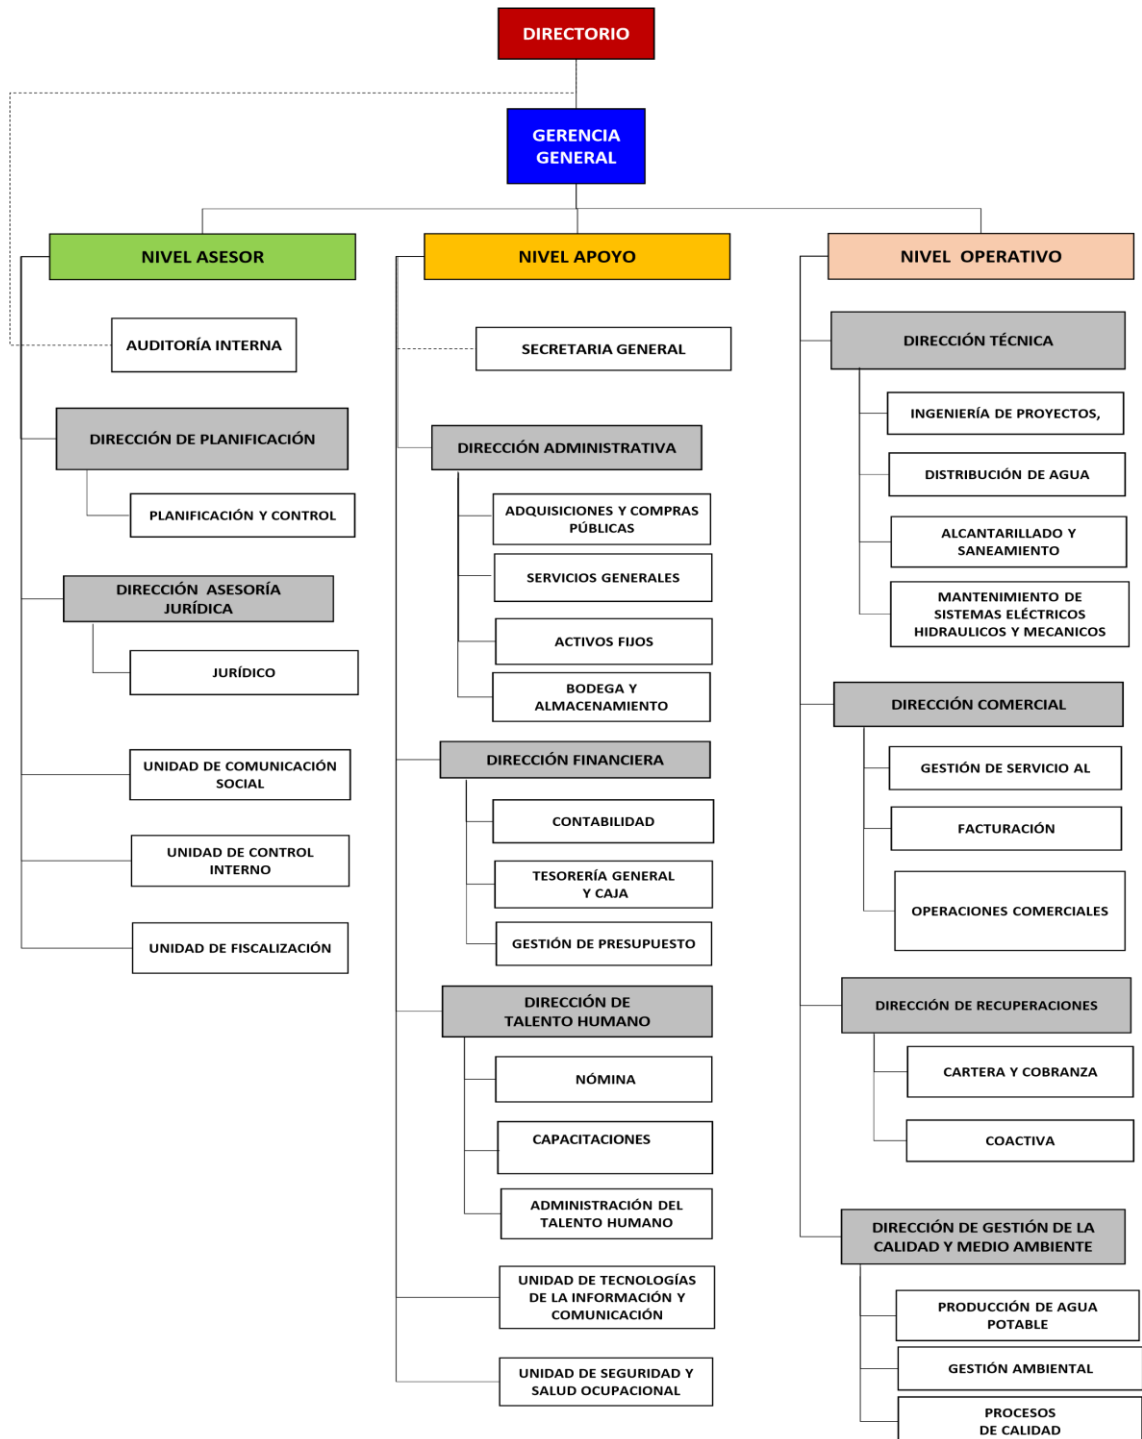 DIRECTORIO
GERENCIA
GENERAL
NIVEL ASESOR
AUDITORÍA INTERNA
DIRECCIÓN DE PLANIFICACIÓN
PLANIFICACIÓN Y CONTROL
DIRECCIÓN ASESORÍA
JURÍDICA
JURÍDICO
UNIDAD DE COMUNICACIÓN
SOCIAL
UNIDAD DE CONTROL
INTERNO
UNIDAD DE FISCALIZACIÓN
NIVEL APOYO
SECRETARIA GENERAL
DIRECCIÓN ADMINISTRATIVA
ADQUISICIONES Y COMPRAS
PÚBLICAS
SERVICIOS GENERALES
ACTIVOS FIJOS
BODEGA Y
ALMACENAMIENTO
DIRECCIÓN FINANCIERA
CONTABILIDAD
TESORERÍA GENERAL
Y CAJA
GESTIÓN DE PRESUPUESTO
DIRECCIÓN DE
TALENTO HUMANO
NÓMINA
CAPACITACIONES
ADMINISTRACIÓN DEL
TALENTO HUMANO
UNIDAD DE TECNOLOGÍAS
DE LA INFORMACIÓN Y
COMUNICACIÓN
UNIDAD DE SEGURIDAD Y
SALUD OCUPACIONAL
NIVEL OPERATIVO
DIRECCIÓN TÉCNICA
INGENIERÍA DE PROYECTOS,
DISTRIBUCIÓN DE AGUA
ALCANTARILLADO Y
SANEAMIENTO
MANTENIMIENTO DE
SISTEMAS ELÉCTRICOS
HIDRAULICOS Y MECANICOS
DIRECCIÓN COMERCIAL
GESTIÓN DE SERVICIO AL
FACTURACIÓN
OPERACIONES COMERCIALES
DIRECCIÓN DE RECUPERACIONES
CARTERA Y COBRANZA
COACTIVA
DIRECCIÓN DE GESTIÓN DE LA
CALIDAD Y MEDIO AMBIENTE
PRODUCCIÓN DE AGUA
POTABLE
GESTIÓN AMBIENTAL
PROCESOS
DE CALIDAD